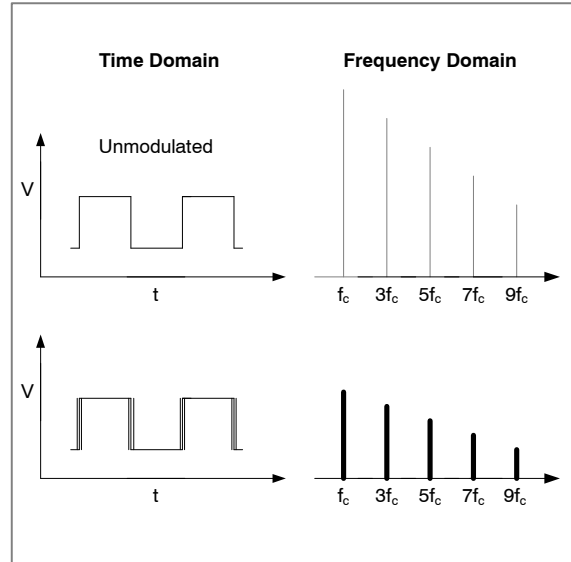 Time Domain
Frequency Domain
Unmodulated
V
t
f_c 3f_c 5f_c 7f_c 9f_c
V
t
f_c 3f_c 5f_c 7f_c 9f_c